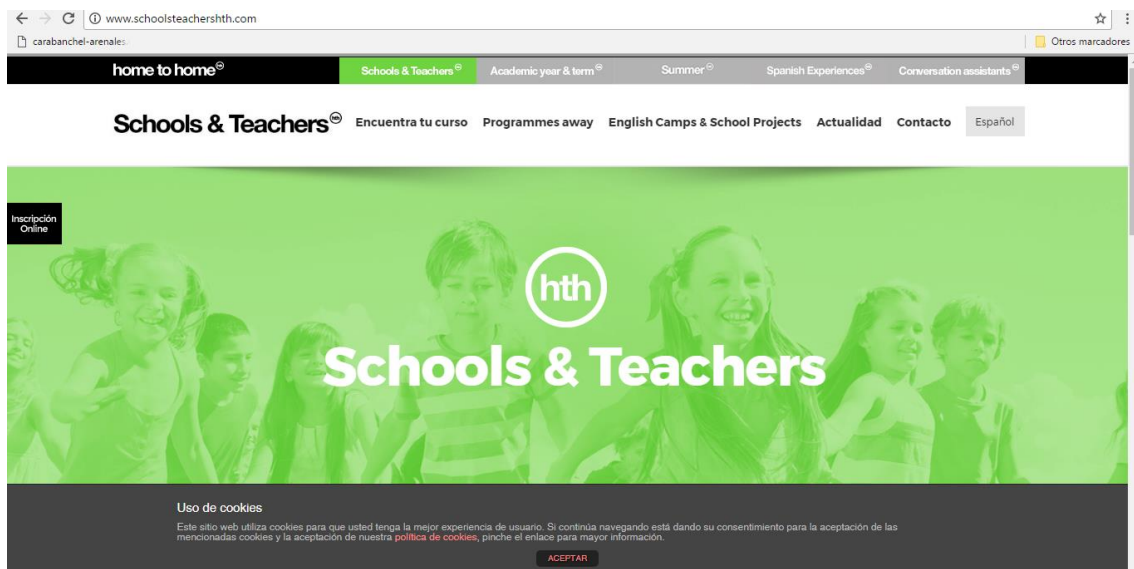 www.schoolsteachershth.com
carabanchel-arenales
Otros marcadores
home to home hth Schools & Teachers Academic year & term Summer Spanish Experiences Conversation assistants
Schools & Teachers hth Encuentra tu curso Programmes away English Camps & School Projects Actualidad Contacto Español
Inscripción
Online
hth
Schools & Teachers
Uso de cookies
Este sitio web utiliza cookies para que usted tenga la mejor experiencia de usuario. Si continúa navegando está dando su consentimiento para la aceptación de las
mencionadas cookies y la aceptación de nuestra política de cookies, pinche el enlace para mayor información.
ACEPTAR